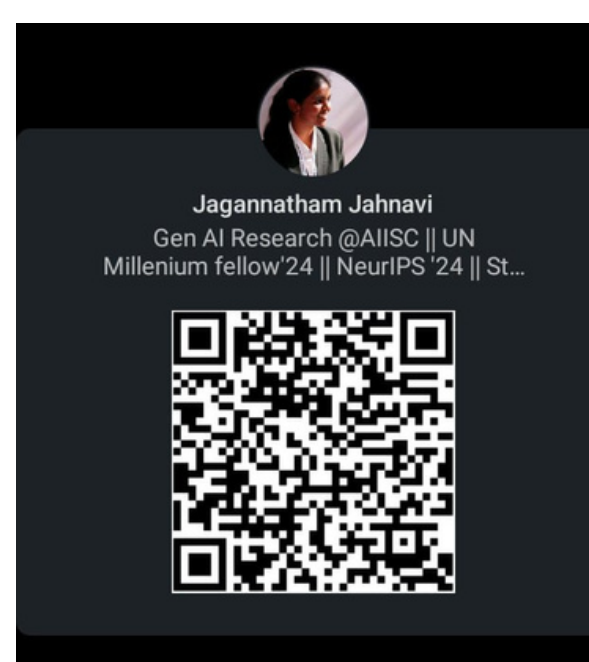 Jagannatham Jahnavi
Gen AI Research @AIISC || UN
Millenium fellow'24 || NeurIPS '24 || St...